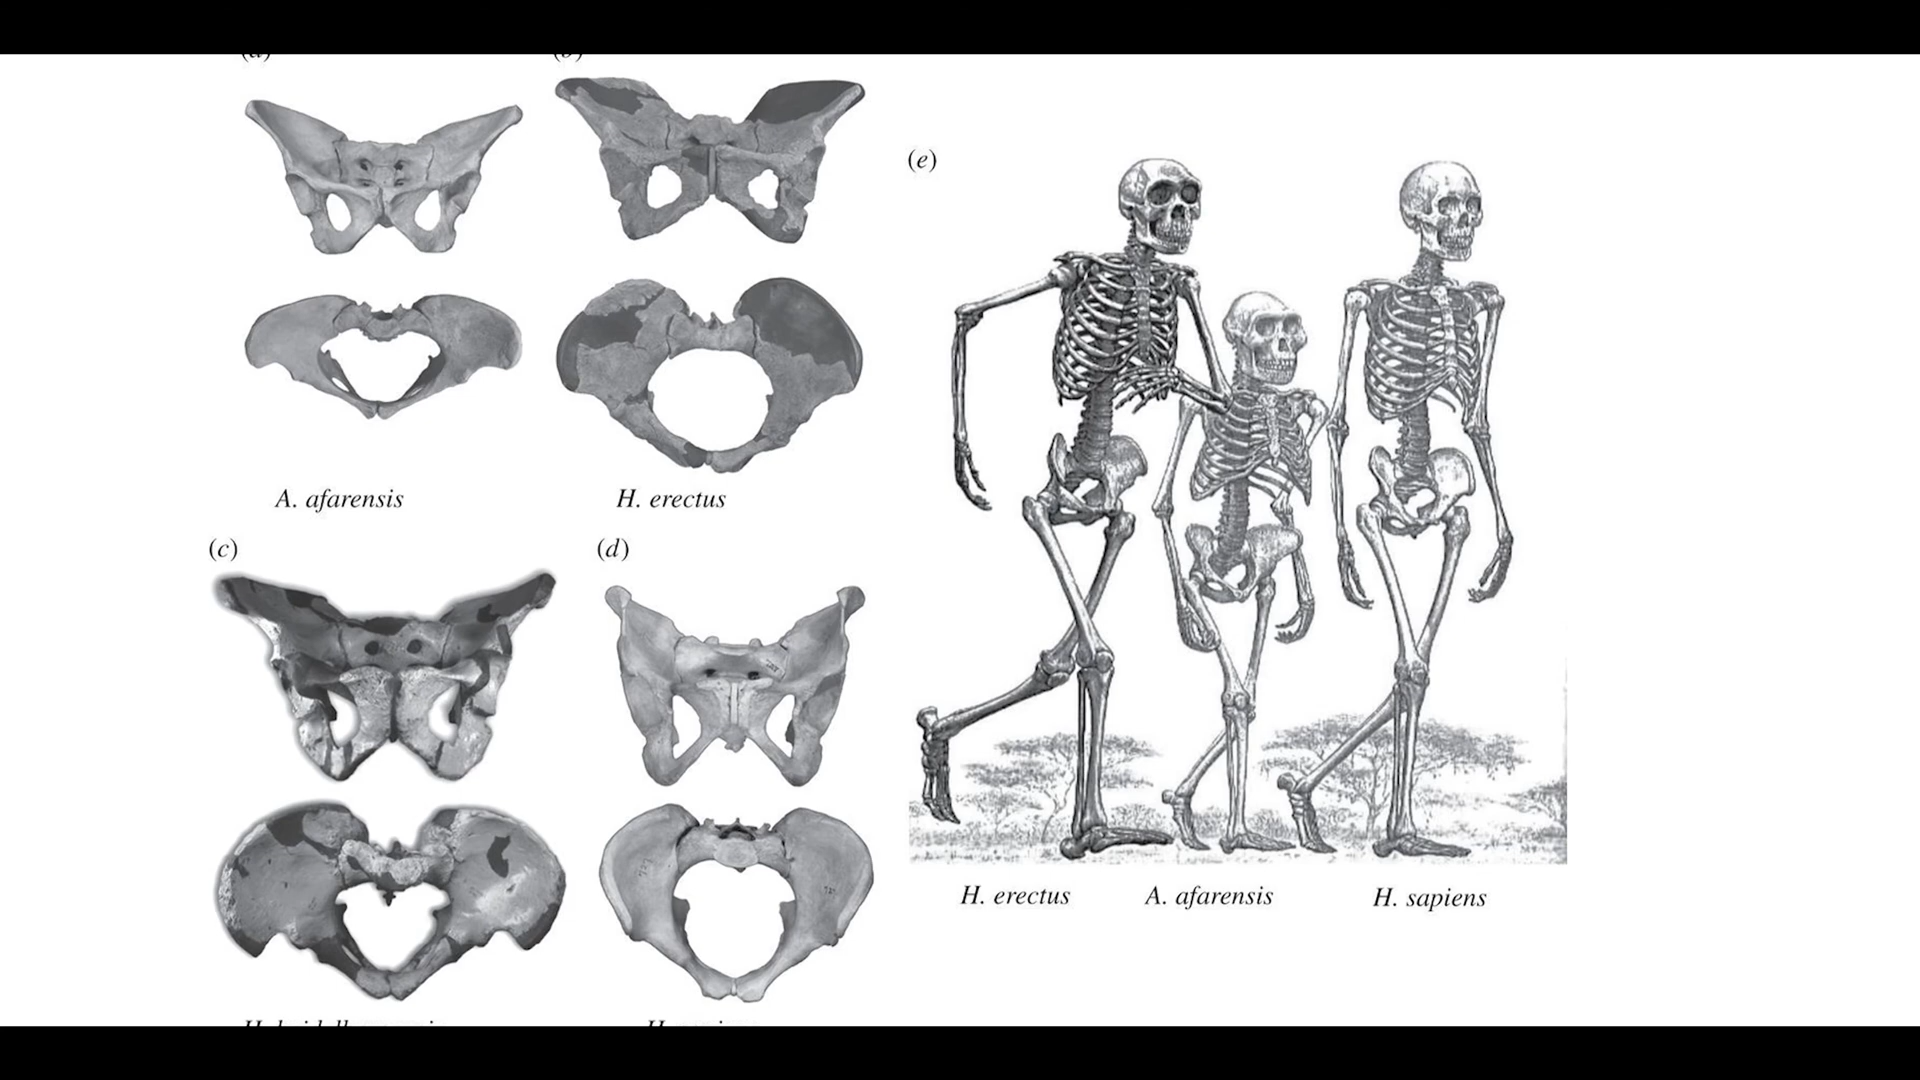 (a)
(b)
(e)
A. afarensis
H. erectus
(c)
(d)
H. erectus
A. afarensis
H. sapiens